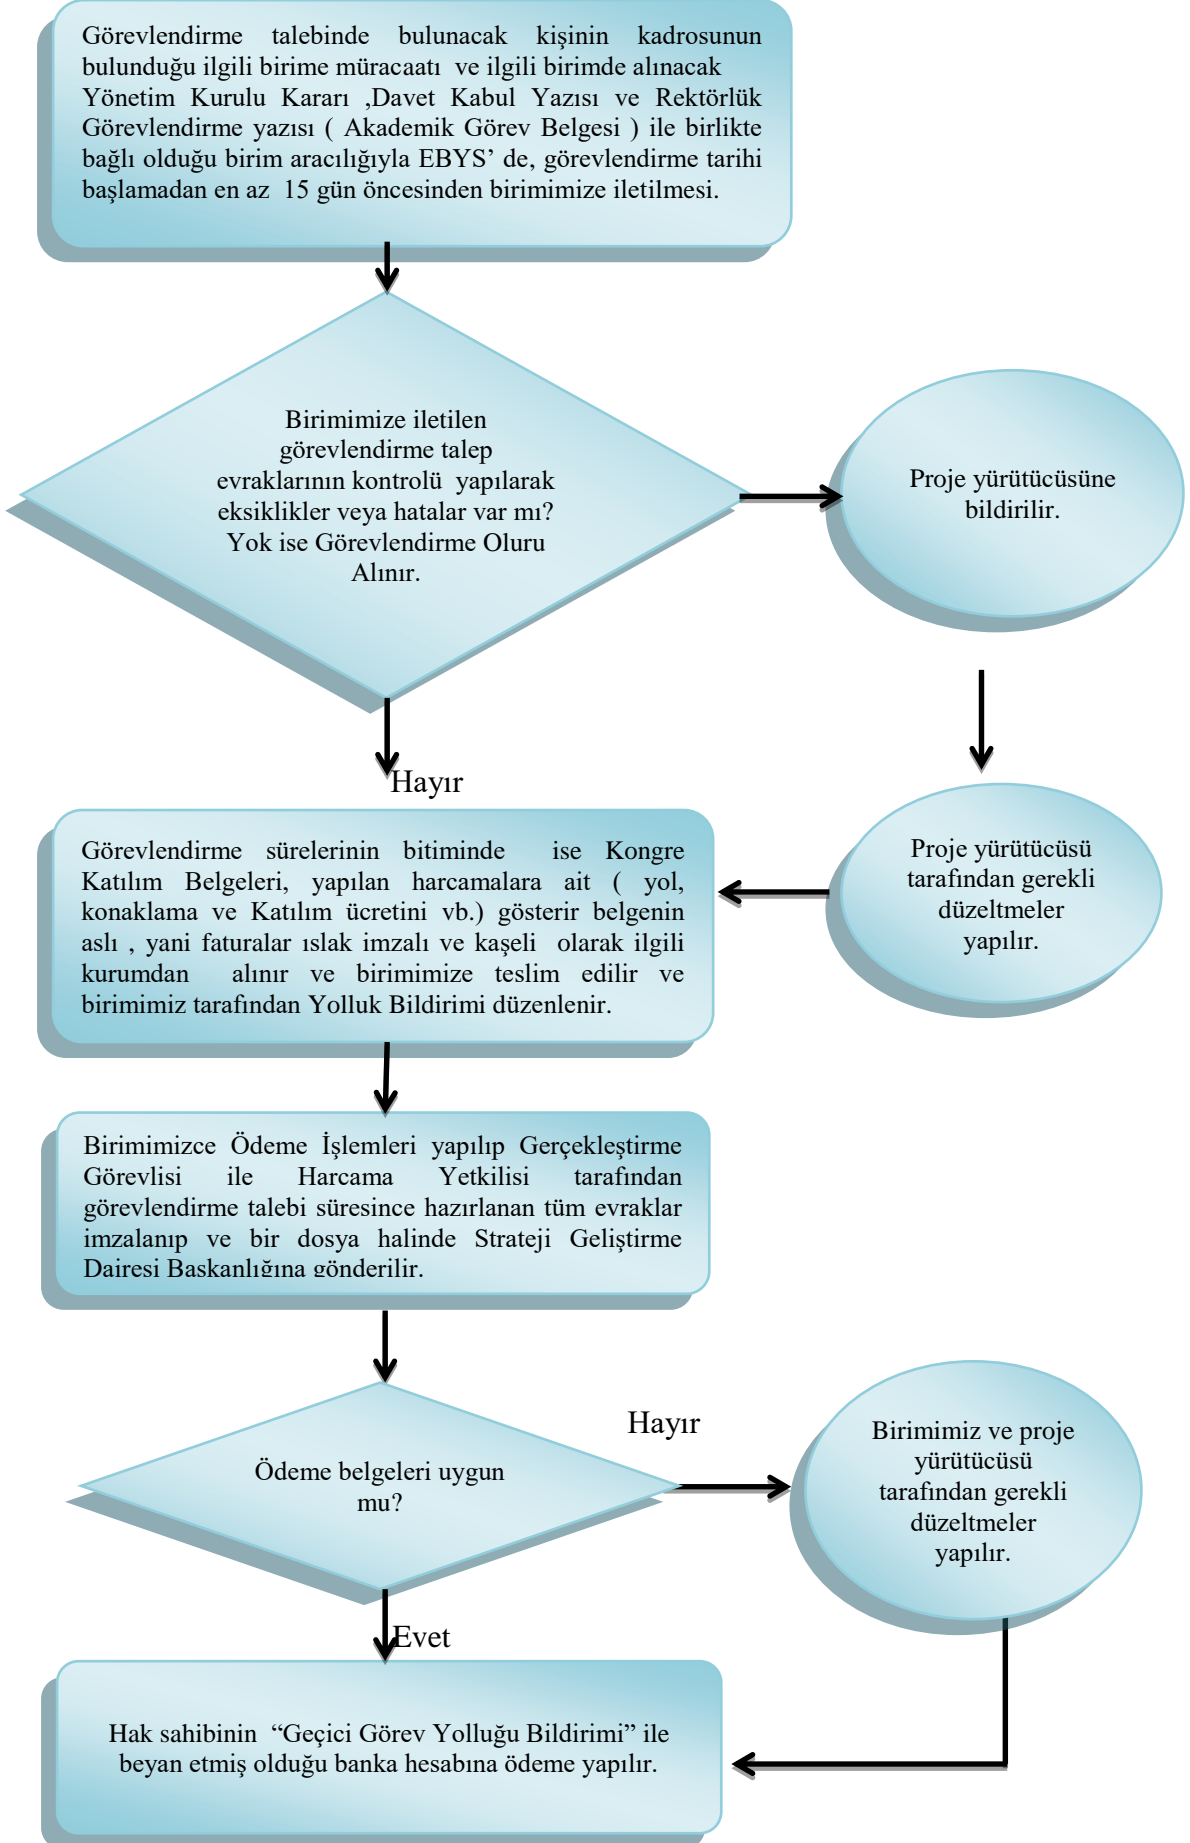 Görevlendirme talebinde bulunacak kişinin kadrosunun
bulunduğu ilgili birime müracaatı ve ilgili birimde alınacak
Yönetim Kurulu Kararı ,Davet Kabul Yazısı ve Rektörlük
Görevlendirme yazısı ( Akademik Görev Belgesi ) ile birlikte
bağlı olduğu birim aracılığıyla EBYS’ de, görevlendirme tarihi
başlamadan en az 15 gün öncesinden birimimize iletilmesi.
Birimimize iletilen
görevlendirme talep
evraklarının kontrolü yapılarak
eksiklikler veya hatalar var mı?
Yok ise Görevlendirme Oluru
Alınır.
Proje yürütücüsüne
bildirilir.
Hayır
Proje yürütücüsü
tarafından gerekli
düzeltmeler
yapılır.
Görevlendirme sürelerinin bitiminde ise Kongre
Katılım Belgeleri, yapılan harcamalara ait ( yol,
konaklama ve Katılım ücretini vb.) gösterir belgenin
aslı , yani faturalar ıslak imzalı ve kaşeli olarak ilgili
kurumdan alınır ve birimimize teslim edilir ve
birimimiz tarafından Yolluk Bildirimi düzenlenir.
Birimimizce Ödeme İşlemleri yapılıp Gerçekleştirme
Görevlisi ile Harcama Yetkilisi tarafından
görevlendirme talebi süresince hazırlanan tüm evraklar
imzalanıp ve bir dosya halinde Strateji Geliştirme
Dairesi Başkanlığına gönderilir.
Hayır
Ödeme belgeleri uygun
mu?
Birimimiz ve proje
yürütücüsü
tarafından gerekli
düzeltmeler
yapılır.
Evet
Hak sahibinin “Geçici Görev Yolluğu Bildirimi” ile
beyan etmiş olduğu banka hesabına ödeme yapılır.